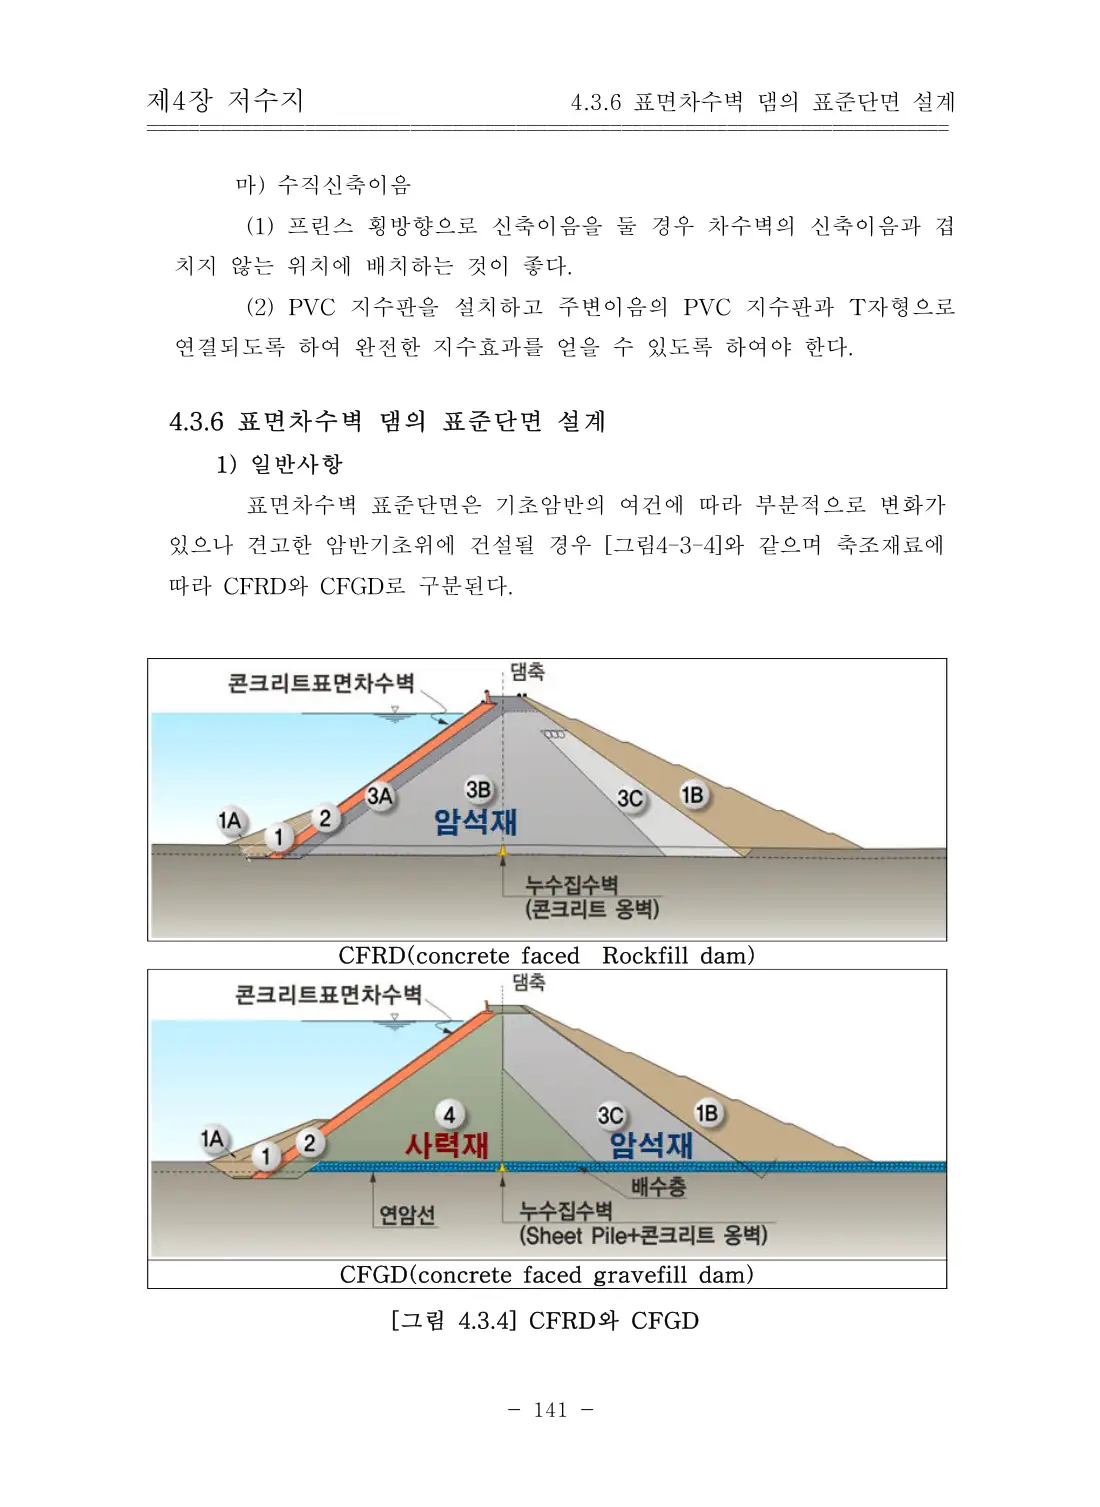 제4장 저수지
4.3.6 표면차수벽 댐의 표준단면 설계
마) 수직신축이음
(1) 프린스 횡방향으로 신축이음을 둘 경우 차수벽의 신축이음과 겹
치지 않는 위치에 배치하는 것이 좋다.
(2) PVC 지수판을 설치하고 주변이음의 PVC 지수판과 T자형으로
연결되도록 하여 완전한 지수효과를 얻을 수 있도록 하여야 한다.
4.3.6 표면차수벽 댐의 표준단면 설계
1) 일반사항
표면차수벽 표준단면은 기초암반의 여건에 따라 부분적으로 변화가
있으나 견고한 암반기초위에 건설될 경우 [그림4-3-4]와 같으며 축조재료에
따라 CFRD와 CFGD로 구분된다.
댐축
콘크리트표면차수벽
3A
3B
3C
1B
1A
1
2
암석재
누수집수벽
(콘크리트 옹벽)
CFRD(concrete faced Rockfill dam)
댐축
콘크리트표면차수벽
4
3C
1B
1A
1
2
사력재
암석재
배수층
연암선
누수집수벽
(Sheet Pile+콘크리트 옹벽)
CFGD(concrete faced gravefill dam)
[그림 4.3.4] CFRD와 CFGD
- 141 -